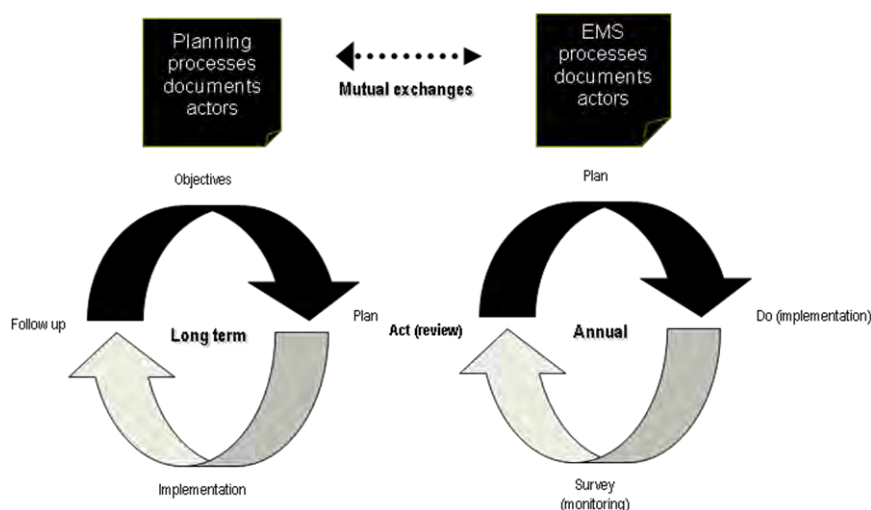 Planning
processes
documents
actors
Mutual exchanges
EMS
processes
documents
actors
Objectives
Follow up
Long term
Plan
Implementation
Plan
Act (review)
Annual
Do (implementation)
Survey
(monitoring)